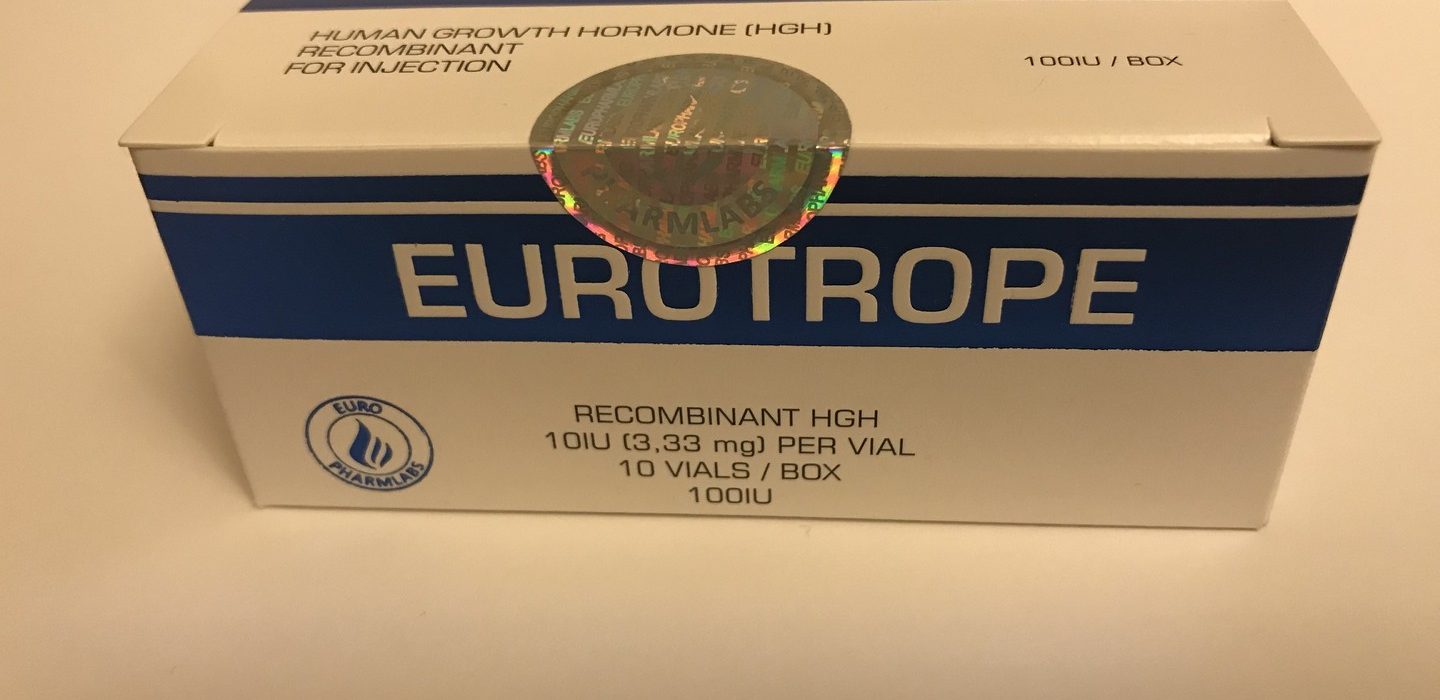 HUMAN GROWTH HORMONE (HGH)
RECOMBINANT
FOR INJECTION
100IU / BOX
PHARMLABS
EUROTROPE
EURO
PHARMLABS
RECOMBINANT HGH
10IU (3,33 mg) PER VIAL
10 VIALS / BOX
100IU